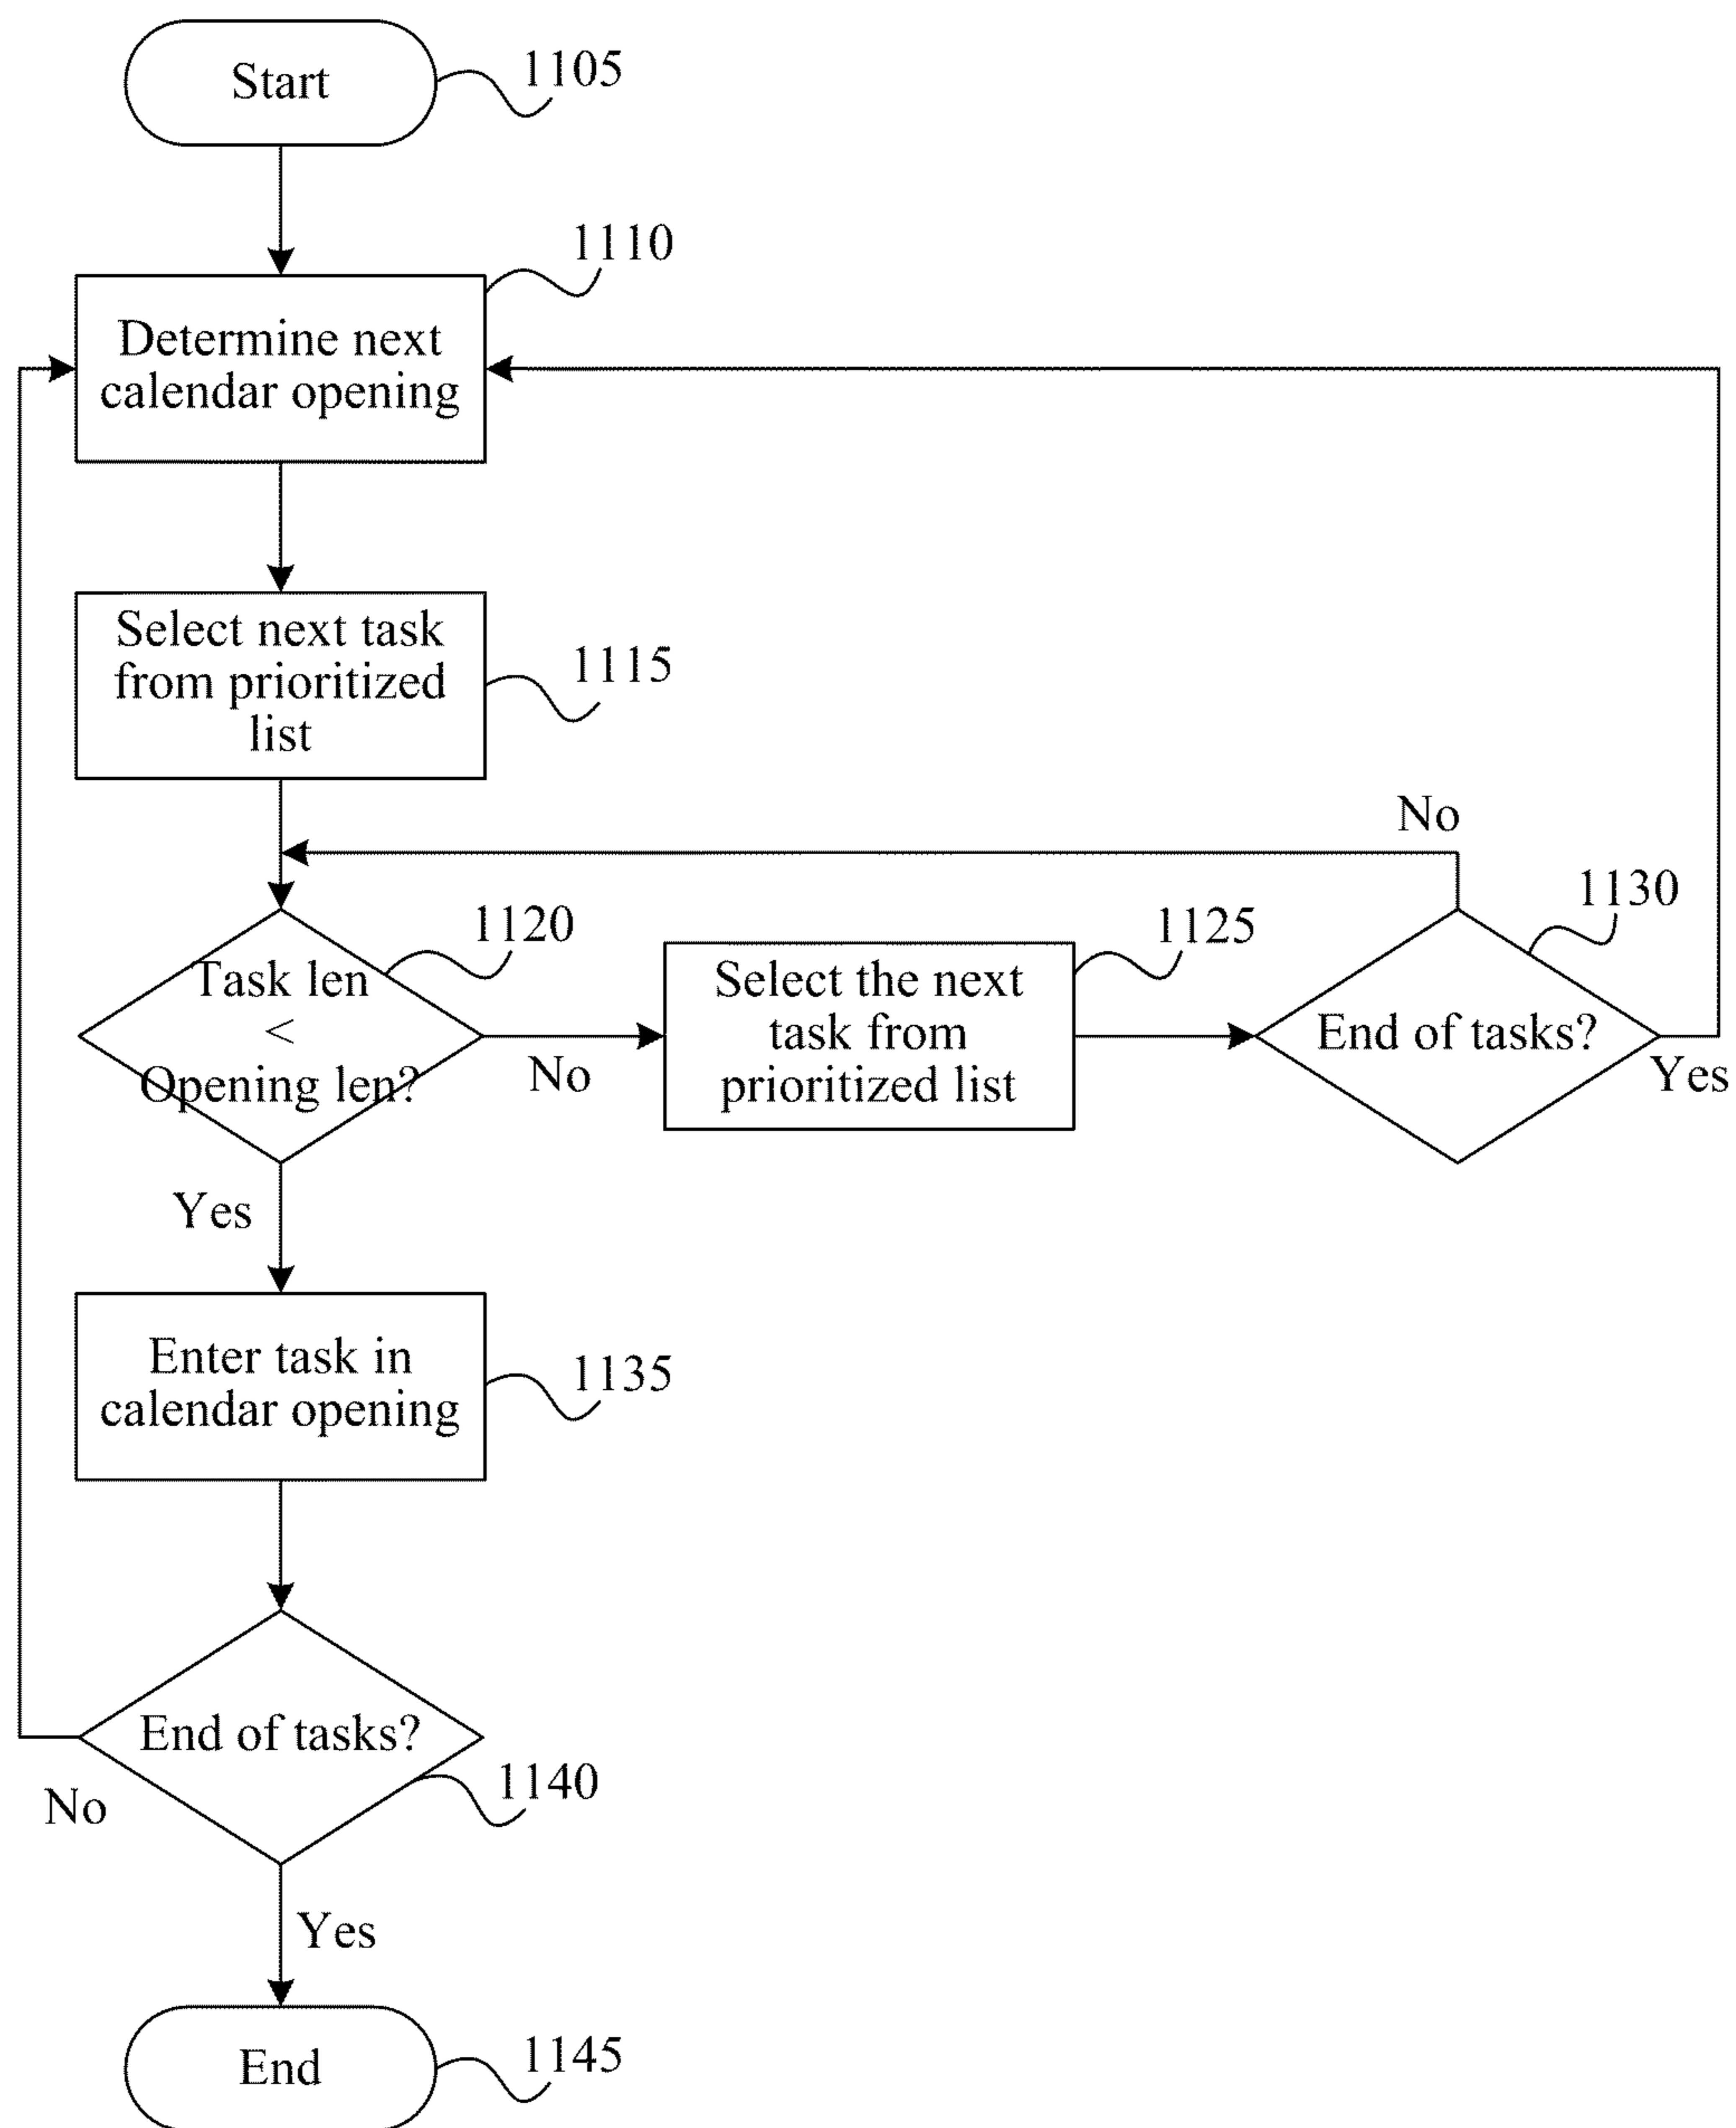 Start
1105
1110
Determine next
calendar opening
Select next task
from prioritized
list
1115
No
1130
1120
1125
Task len
<
Opening len?
No
Select the next
task from
prioritized list
End of tasks?
Yes
Yes
Enter task in
calendar opening
1135
End of tasks?
1140
No
Yes
End
1145